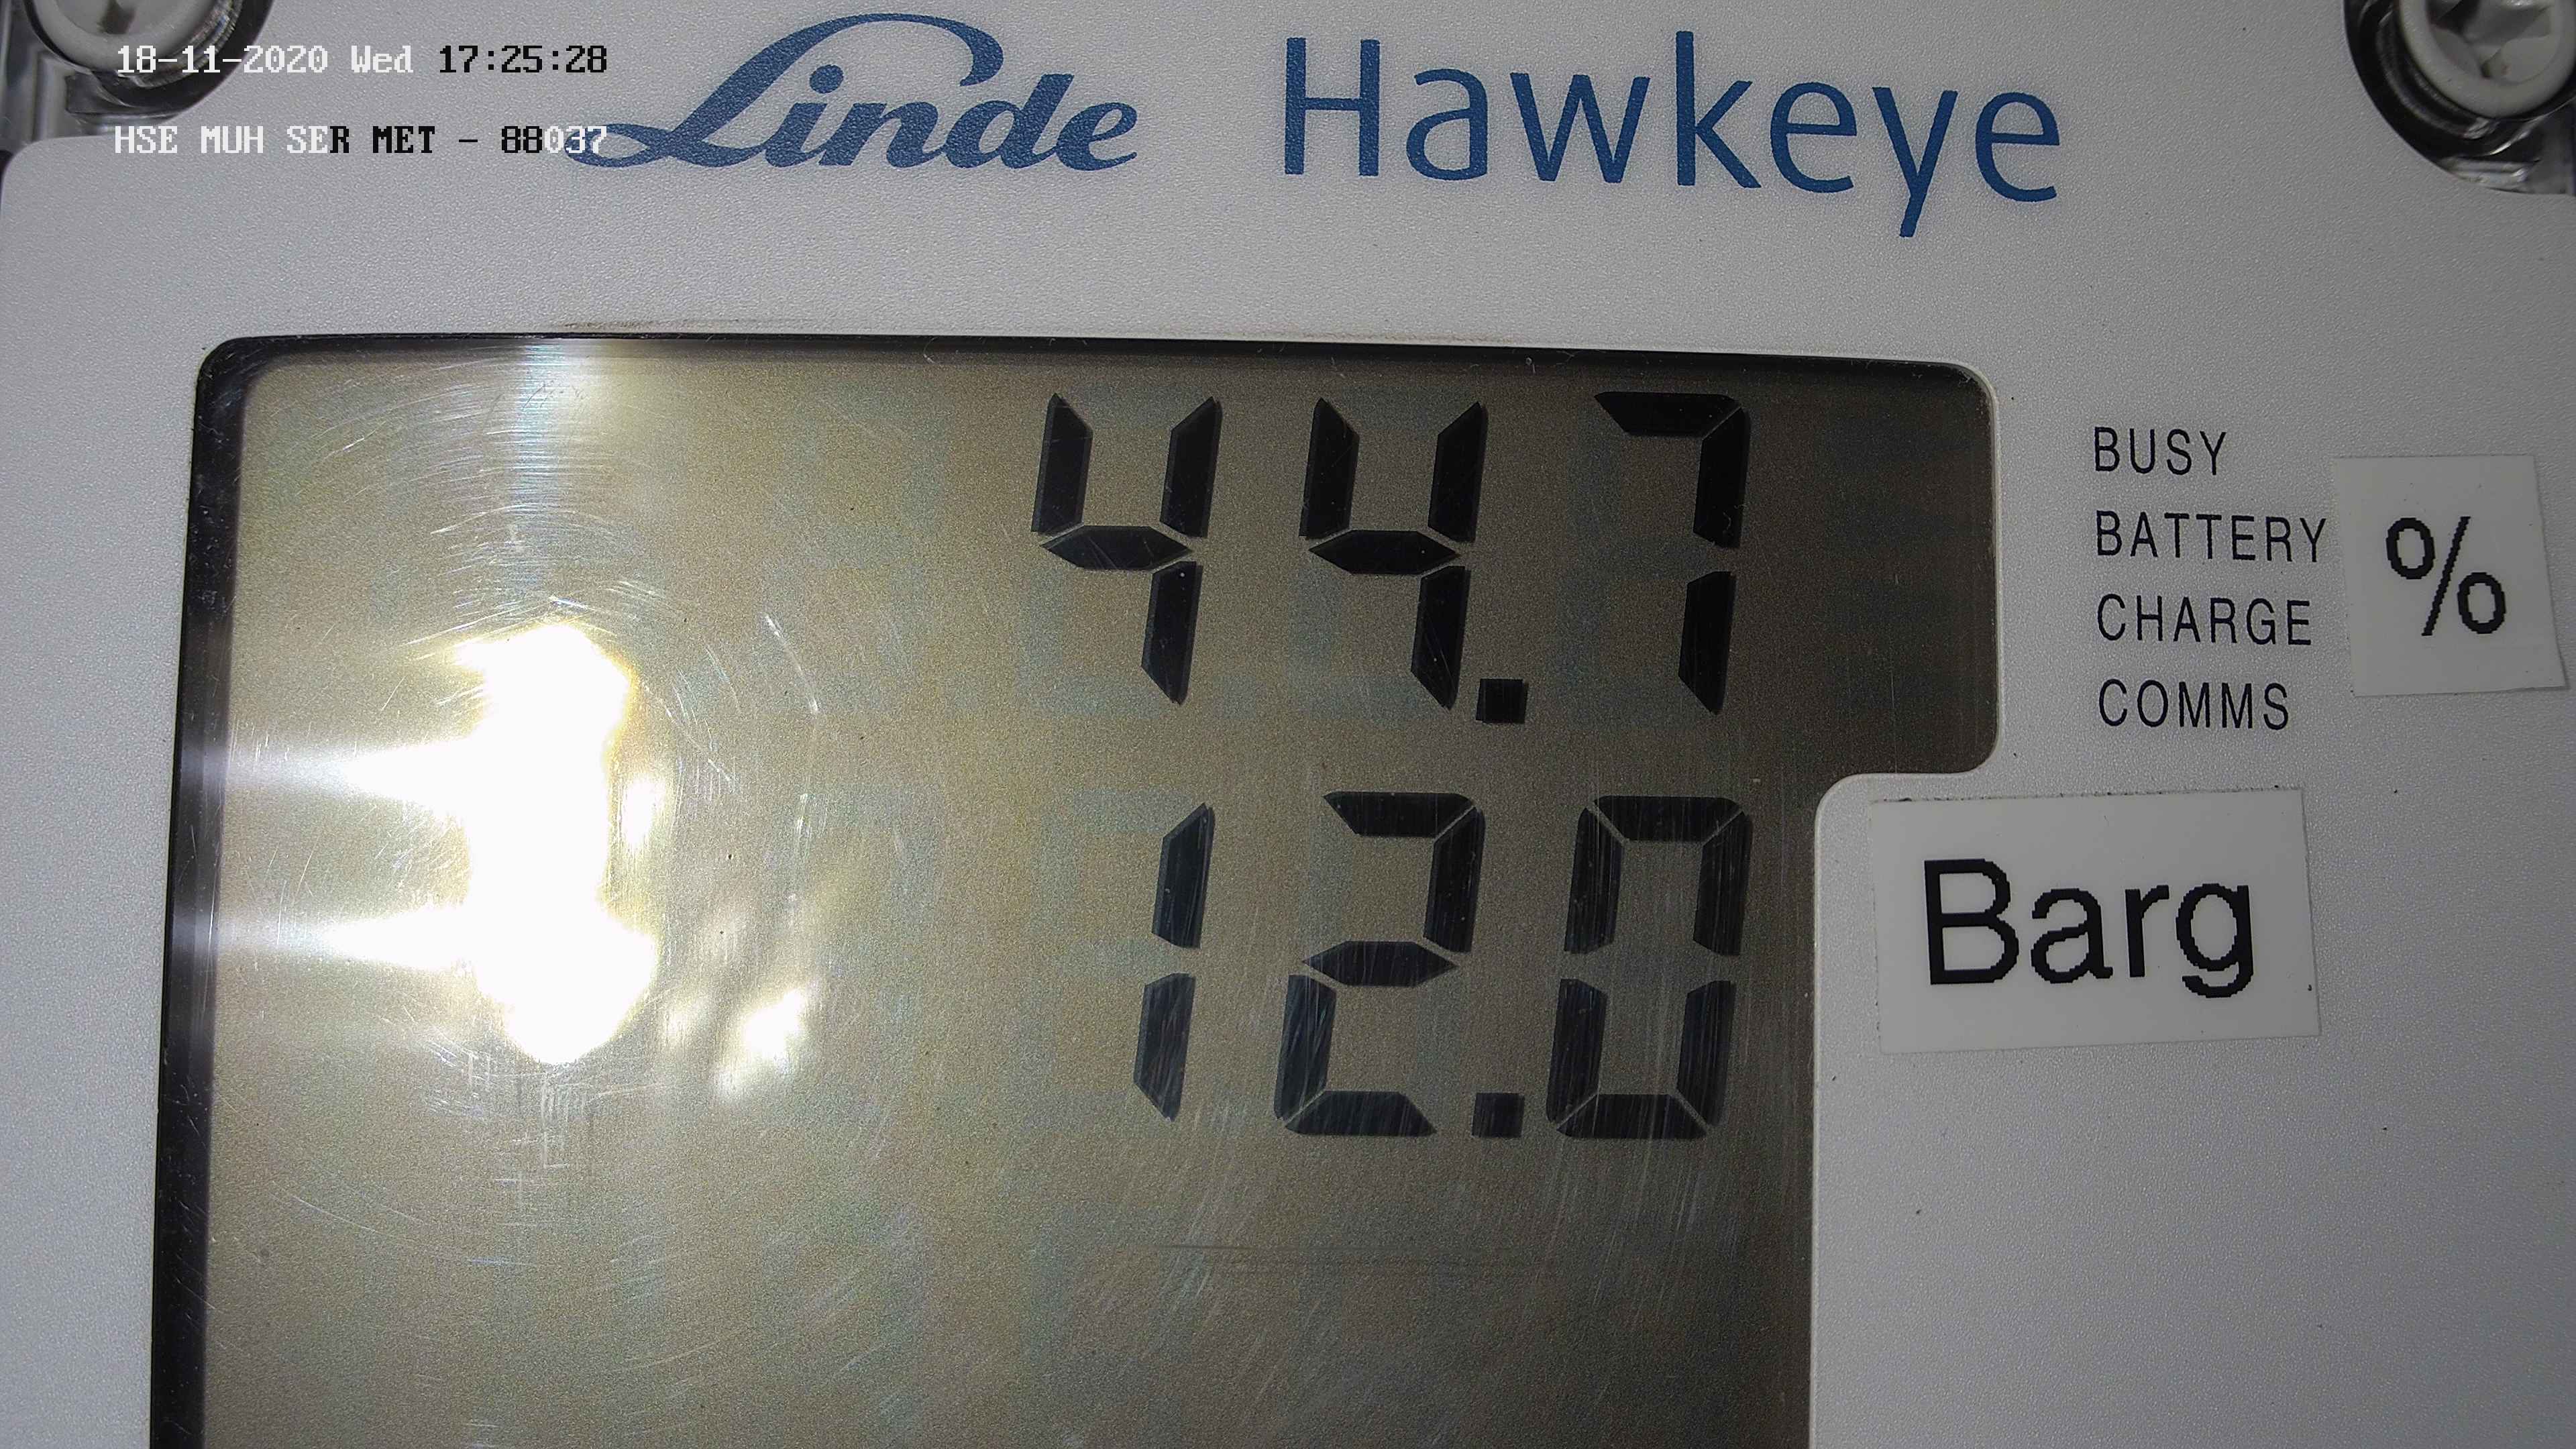 18-11-2020 Wed 17:25:28
HSE MUH SER MET - 88037
Linde Hawkeye
44.7
BUSY
BATTERY
CHARGE
COMMS
%
12.0
Barg